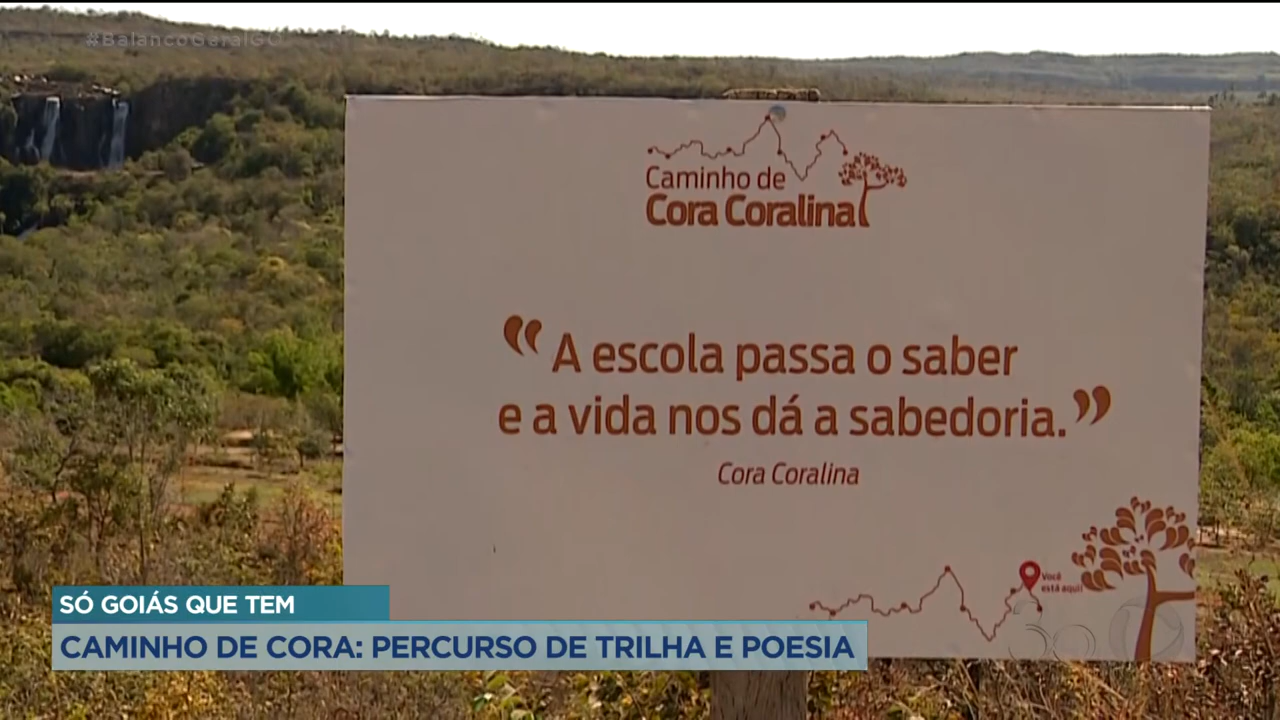 #BalancoGeralGO
Caminho de
Cora Coralina
“A escola passa o saber
e a vida nos dá a sabedoria.”
Cora Coralina
Você
está aqui!
SÓ GOIÁS QUE TEM
CAMINHO DE CORA: PERCURSO DE TRILHA E POESIA